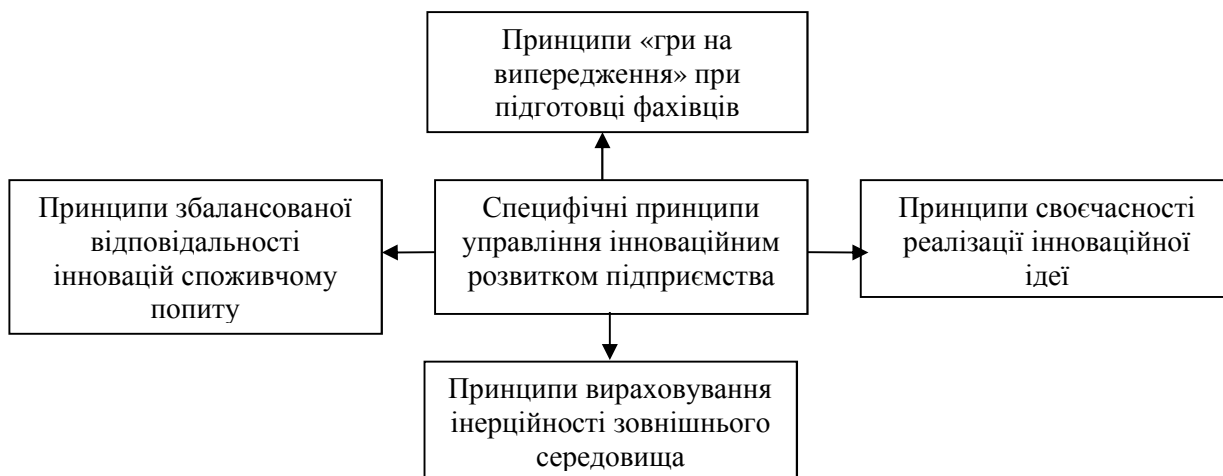 Принципи «гри на
випередження» при
підготовці фахівців
Принципи збалансованої
відповідальності
інновацій споживчому
попиту
Специфічні принципи
управління інноваційним
розвитком підприємства
Принципи своєчасності
реалізації інноваційної
ідеї
Принципи вираховування
інерційності зовнішнього
середовища